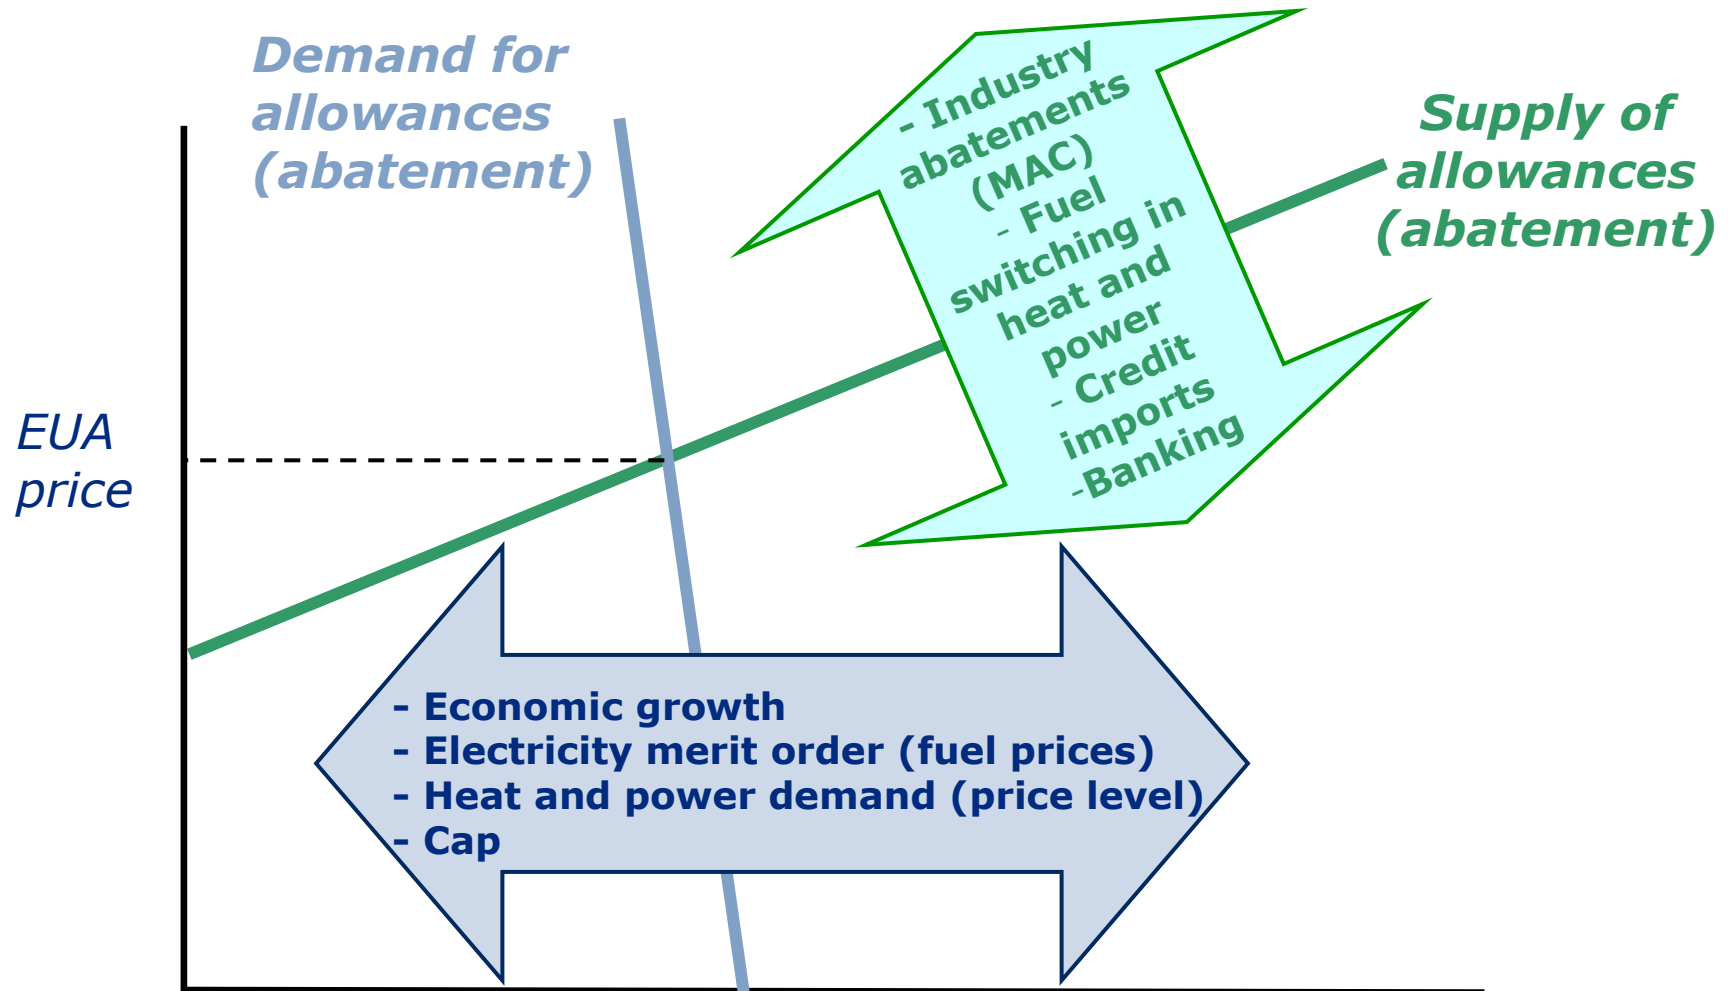 Demand for
allowances
(abatement)
- Industry
abatements
(MAC)
- Fuel
switching in
heat and
power
- Credit
imports
-Banking
Supply of
allowances
(abatement)
EUA
price
- Economic growth
- Electricity merit order (fuel prices)
- Heat and power demand (price level)
- Cap